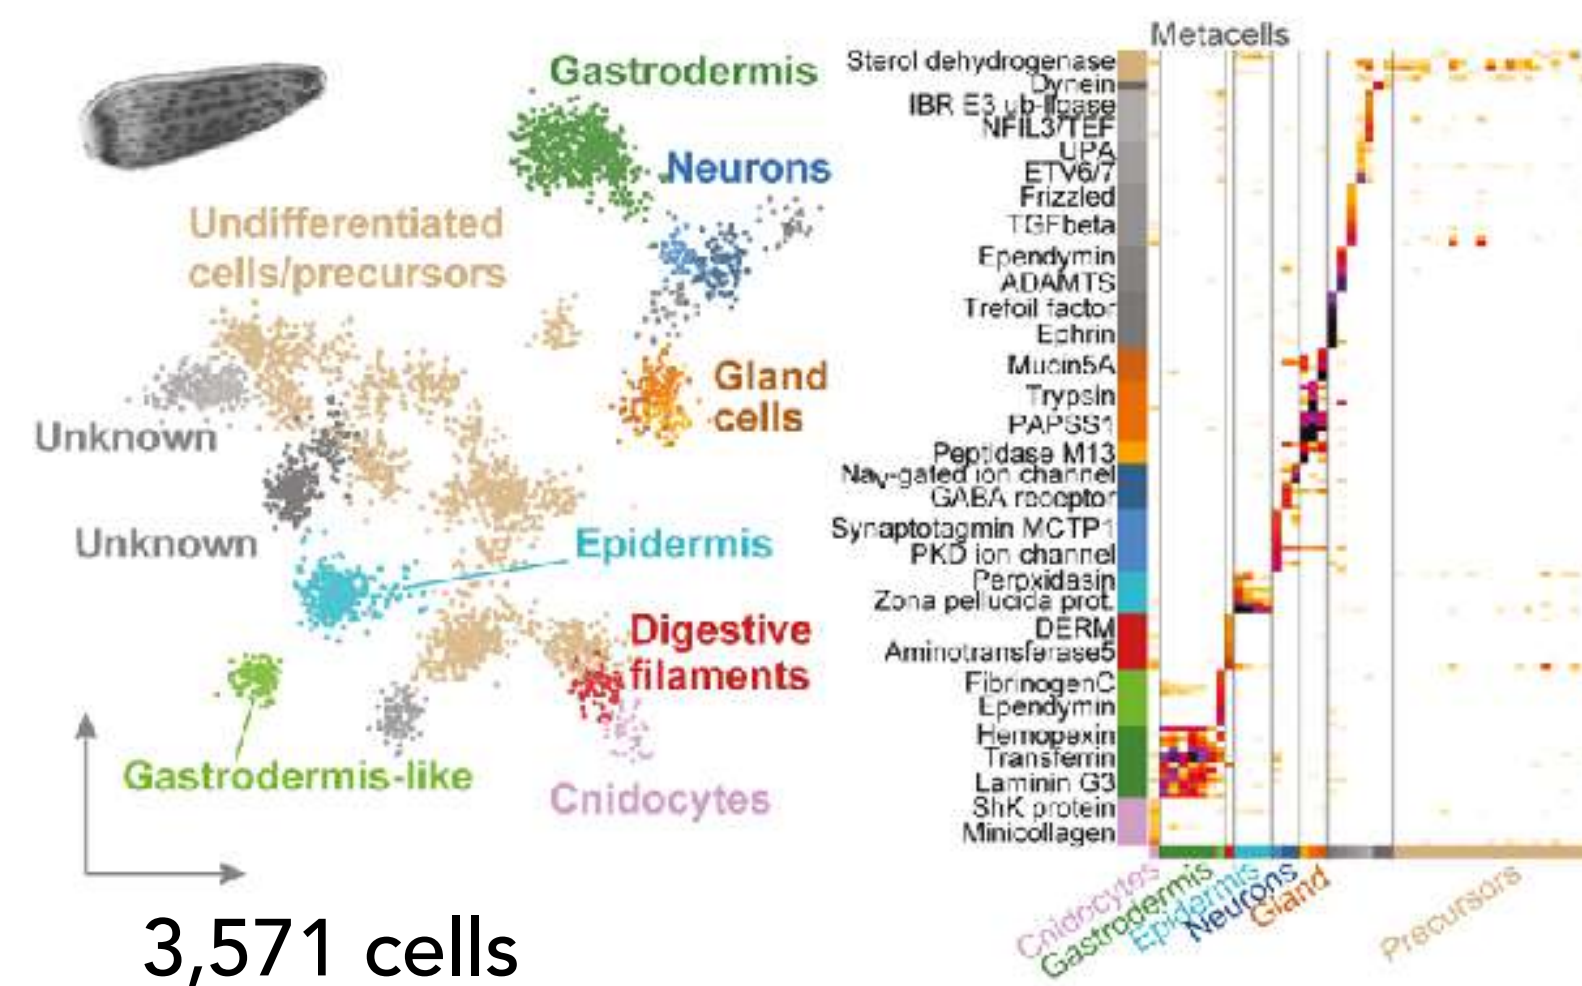 Gastrodermis
Neurons
Undifferentiated
cells/precursors
Gland
cells
Unknown
Unknown
Epidermis
Digestive
filaments
Gastrodermis-like
Cnidocytes
3,571 cells
Metacells
Sterol dehydrogenase
Dynein
IBR E3 ub-ligase
NFIL3/TEF
UPA
ETV6/7
Frizzled
TGFbeta
Ependymin
ADAMTS
Trefoil factor
Ephrin
Mucin5A
Trypsin
PAPSS1
Peptidase M13
Nav-gated ion channel
GABA receptor
Synaptotagmin MCTP1
PKD ion channel
Peroxidasin
Zona pellucida prot.
DERM
Aminotransferase5
FibrinogenC
Ependymin
Hemopexin
Transferrin
Laminin G3
ShK protein
Minicollagen
Cnidocytes
Gastrodermis
Epidermis
Neurons
Gland
Precursors